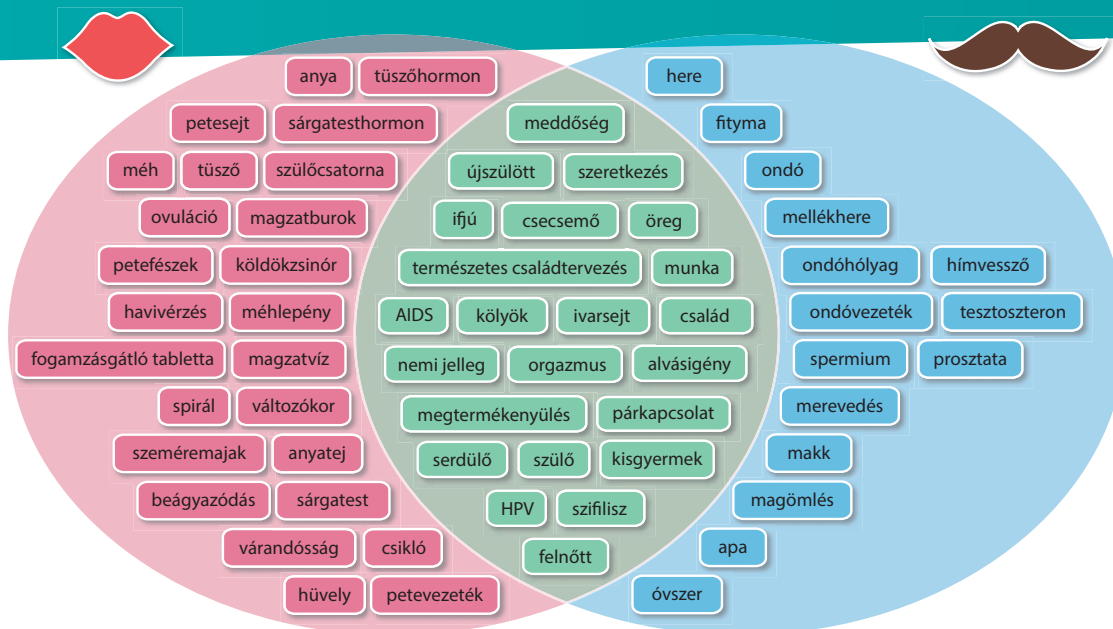 anya tüszőhormon
petesejt sárgatesthormon
méh tüsző szülőcsatorna
ovuláció magzatburok
petefészek köldökzsinór
havivérzés méhlepény
fogamzásgátló tabletta magzatvíz
spirál változókor
szeméremajak anyatej
beágyazódás sárgatest
várandósság csikló
hüvely petevezeték
meddőség
újszülött szeretkezés
ifjú csecsemő öreg
természetes családtervezés munka
AIDS kölyök ivarsejt család
nemi jelleg orgazmus alvásigény
megtermékenyülés párkapcsolat
serdülő szülő kisgyermek
HPV szifilisz
felnőtt
here
fityma
ondó
mellékhere
ondóhólyag hímvessző
ondóvezeték tesztoszteron
spermium prosztata
merevedés
makk
magömlés
apa
óvszer